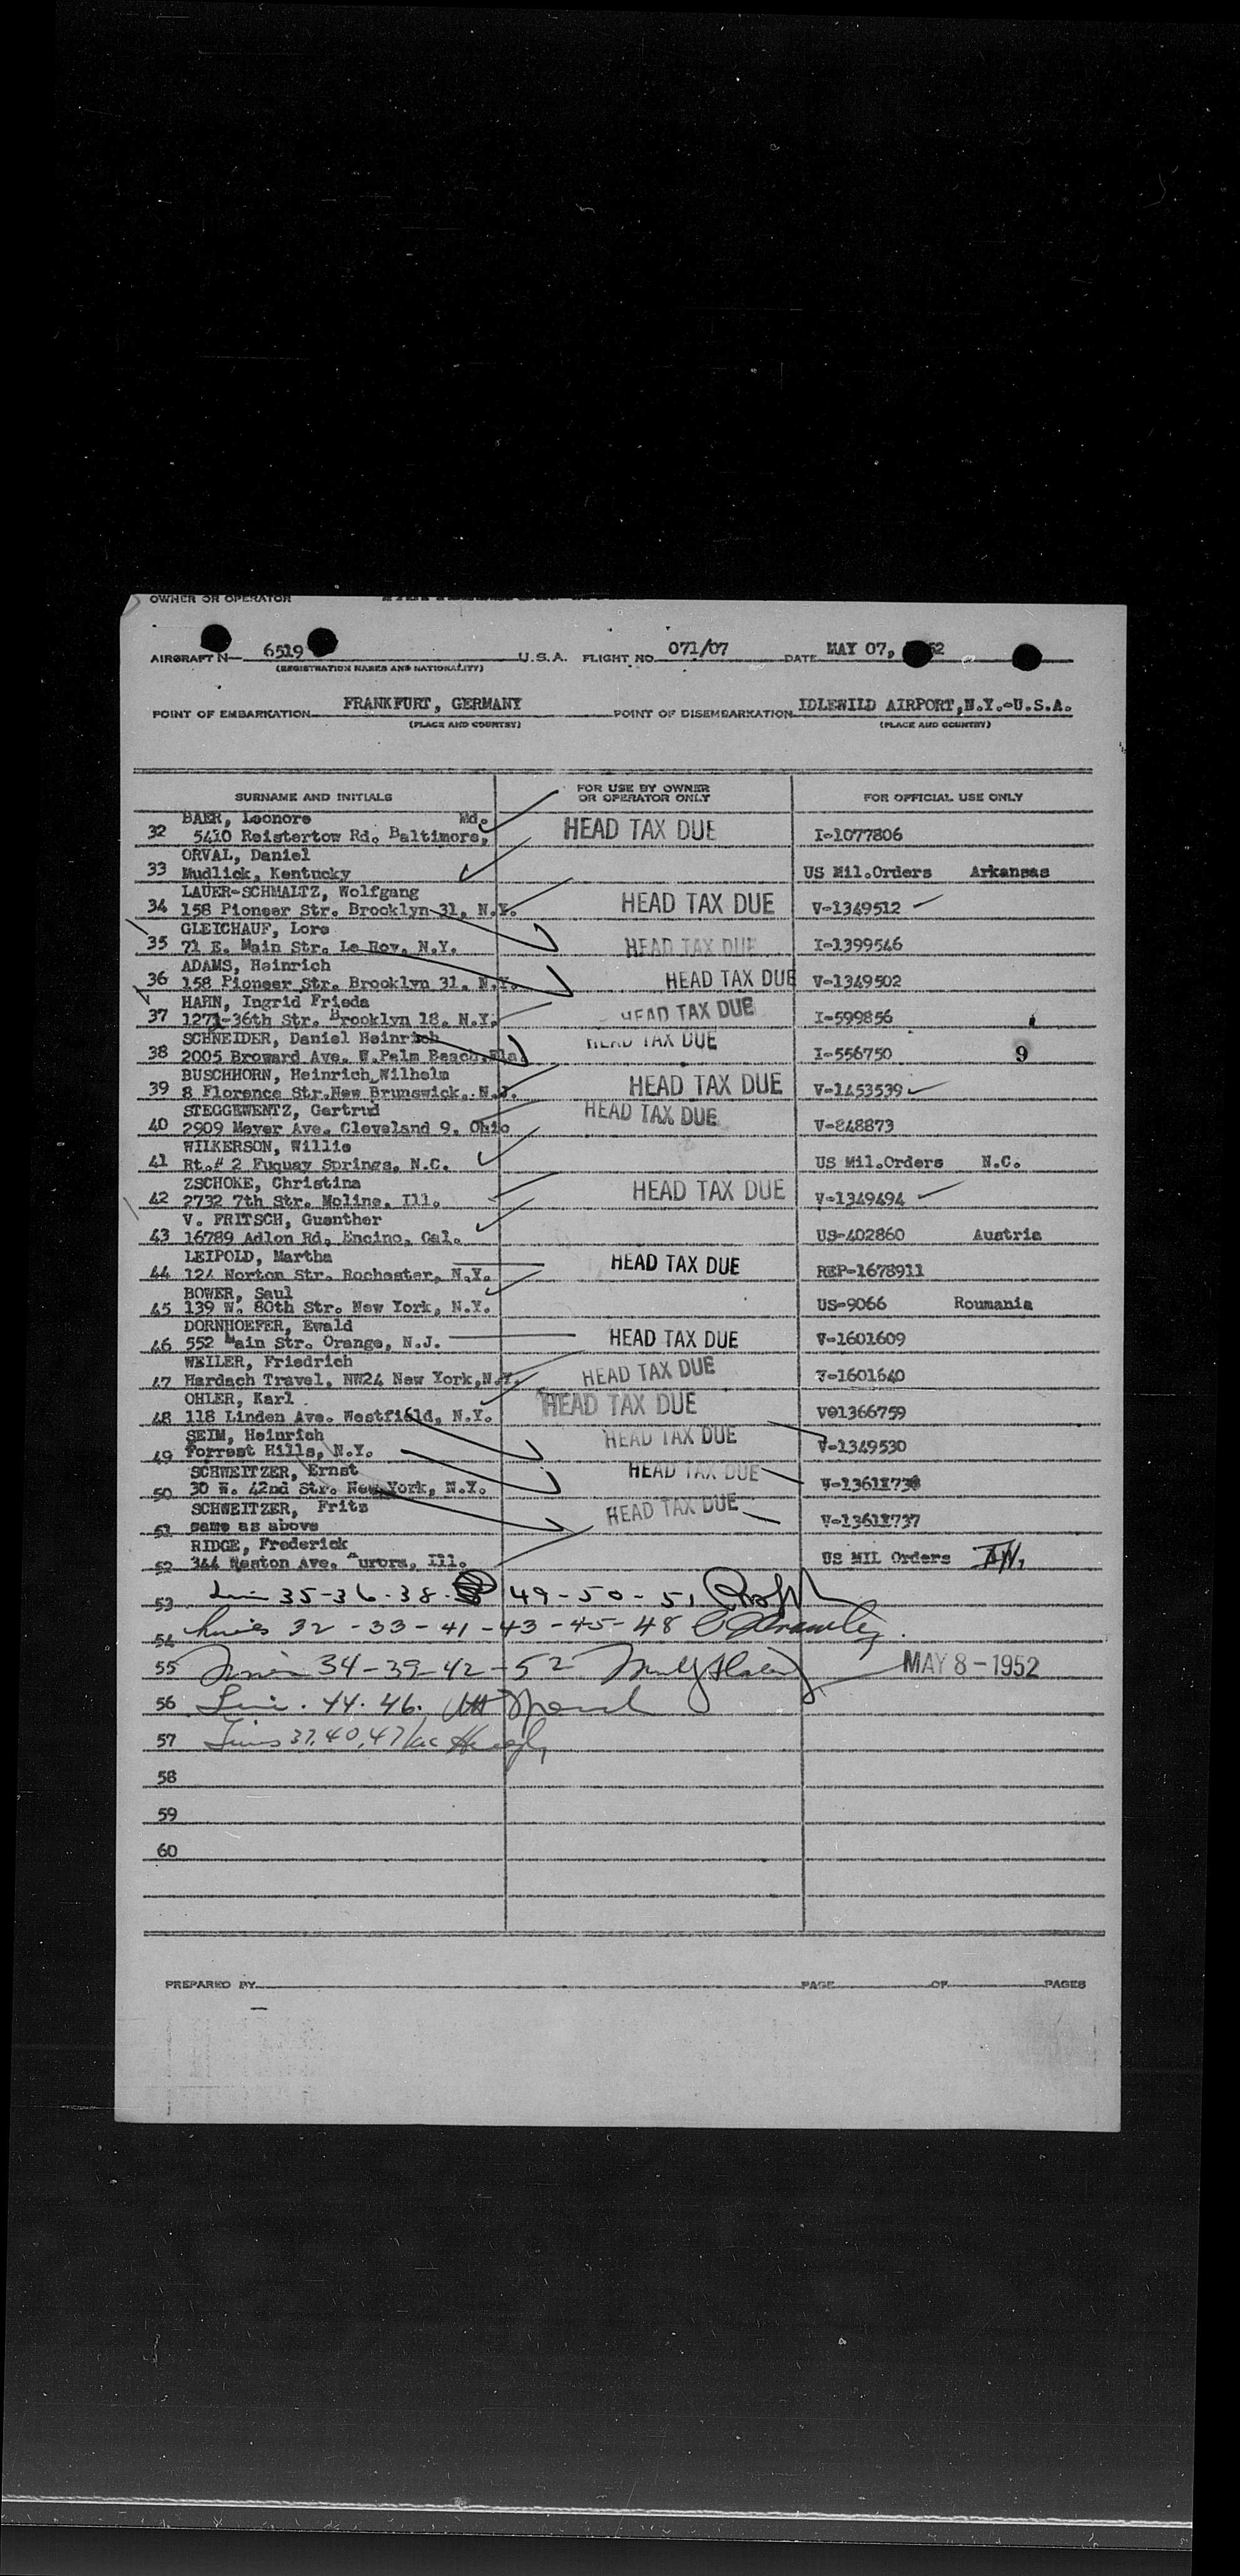 OWNER OR OPERATOR
AIRCRAFT N— 6519 U.S.A. FLIGHT NO. 071/07 DATE MAY 07, 52
(REGISTRATION MARKS AND NATIONALITY)
POINT OF EMBARKATION FRANKFURT, GERMANY POINT OF DISEMBARKATION IDLEWILD AIRPORT, N.Y.-U.S.A.
(PLACE AND COUNTRY) (PLACE AND COUNTRY)
SURNAME AND INITIALS FOR USE BY OWNER OR OPERATOR ONLY FOR OFFICIAL USE ONLY
BAER, Leonore Md.
32 5410 Reistertow Rd. Baltimore, HEAD TAX DUE I-1077806
ORVAL, Daniel
33 Mudlick, Kentucky US Mil.Orders Arkansas
LAUER-SCHMALTZ, Wolfgang
34 158 Pioneer Str. Brooklyn 31, N.Y. HEAD TAX DUE V-1349512
GLEICHAUF, Lore
35 71 E. Main Str. Le Roy, N.Y. HEAD TAX DUE I-1399546
ADAMS, Heinrich
36 158 Pioneer Str. Brooklyn 31, N.Y. HEAD TAX DUE V-1349502
HAHN, Ingrid Frieda
37 1271-36th Str. Brooklyn 18, N.Y. HEAD TAX DUE I-599856
SCHNEIDER, Daniel Heinrich
38 2005 Broward Ave. W.Palm Beach,Fla. HEAD TAX DUE I-556750 9
BUSCHHORN, Heinrich Wilhelm
39 8 Florence Str.New Brunswick, N.J. HEAD TAX DUE V-1453539
STEGGEWENTZ, Gertrud
40 2909 Meyer Ave. Cleveland 9, Ohio HEAD TAX DUE V-848873
WILKERSON, Willie
41 Rt.# 2 Fuquay Springs, N.C. US Mil.Orders N.C.
ZSCHOKE, Christina
42 2732 7th Str. Moline, Ill. HEAD TAX DUE V-1349494
V. FRITSCH, Guenther
43 16789 Adlon Rd, Encino, Cal. US-402860 Austria
LEIPOLD, Martha
44 124 Norton Str. Rochester, N.Y. HEAD TAX DUE REP-1678911
BOWER, Saul
45 139 W. 80th Str. New York, N.Y. US-9066 Roumania
DORNHOEFER, Ewald
46 552 Main Str. Orange, N.J. HEAD TAX DUE V-1601609
WEILER, Friedrich
47 Hardach Travel, NW24 New York,N.Y. HEAD TAX DUE V-1601640
OHLER, Karl
48 118 Linden Ave. Westfield, N.Y. HEAD TAX DUE V01366759
SEIM, Heinrich
49 Forrest Hills, N.Y. HEAD TAX DUE V-1349530
SCHWEITZER, Ernst
50 30 W. 42nd Str. New York, N.Y. HEAD TAX DUE
SCHWEITZER, Fritz
51 same as above HEAD TAX DUE
RIDGE, Frederick
52 344 Weston Ave. Aurora, Ill. US MIL Orders
53 35-36-38- 49-50-51
54 Lines 32-33-41-43-45-48
55 34-39-42-52 MAY 8-1952
56 44. 46.
57 Lines 37, 40, 47
58
59
60
PREPARED BY PAGE OF PAGES